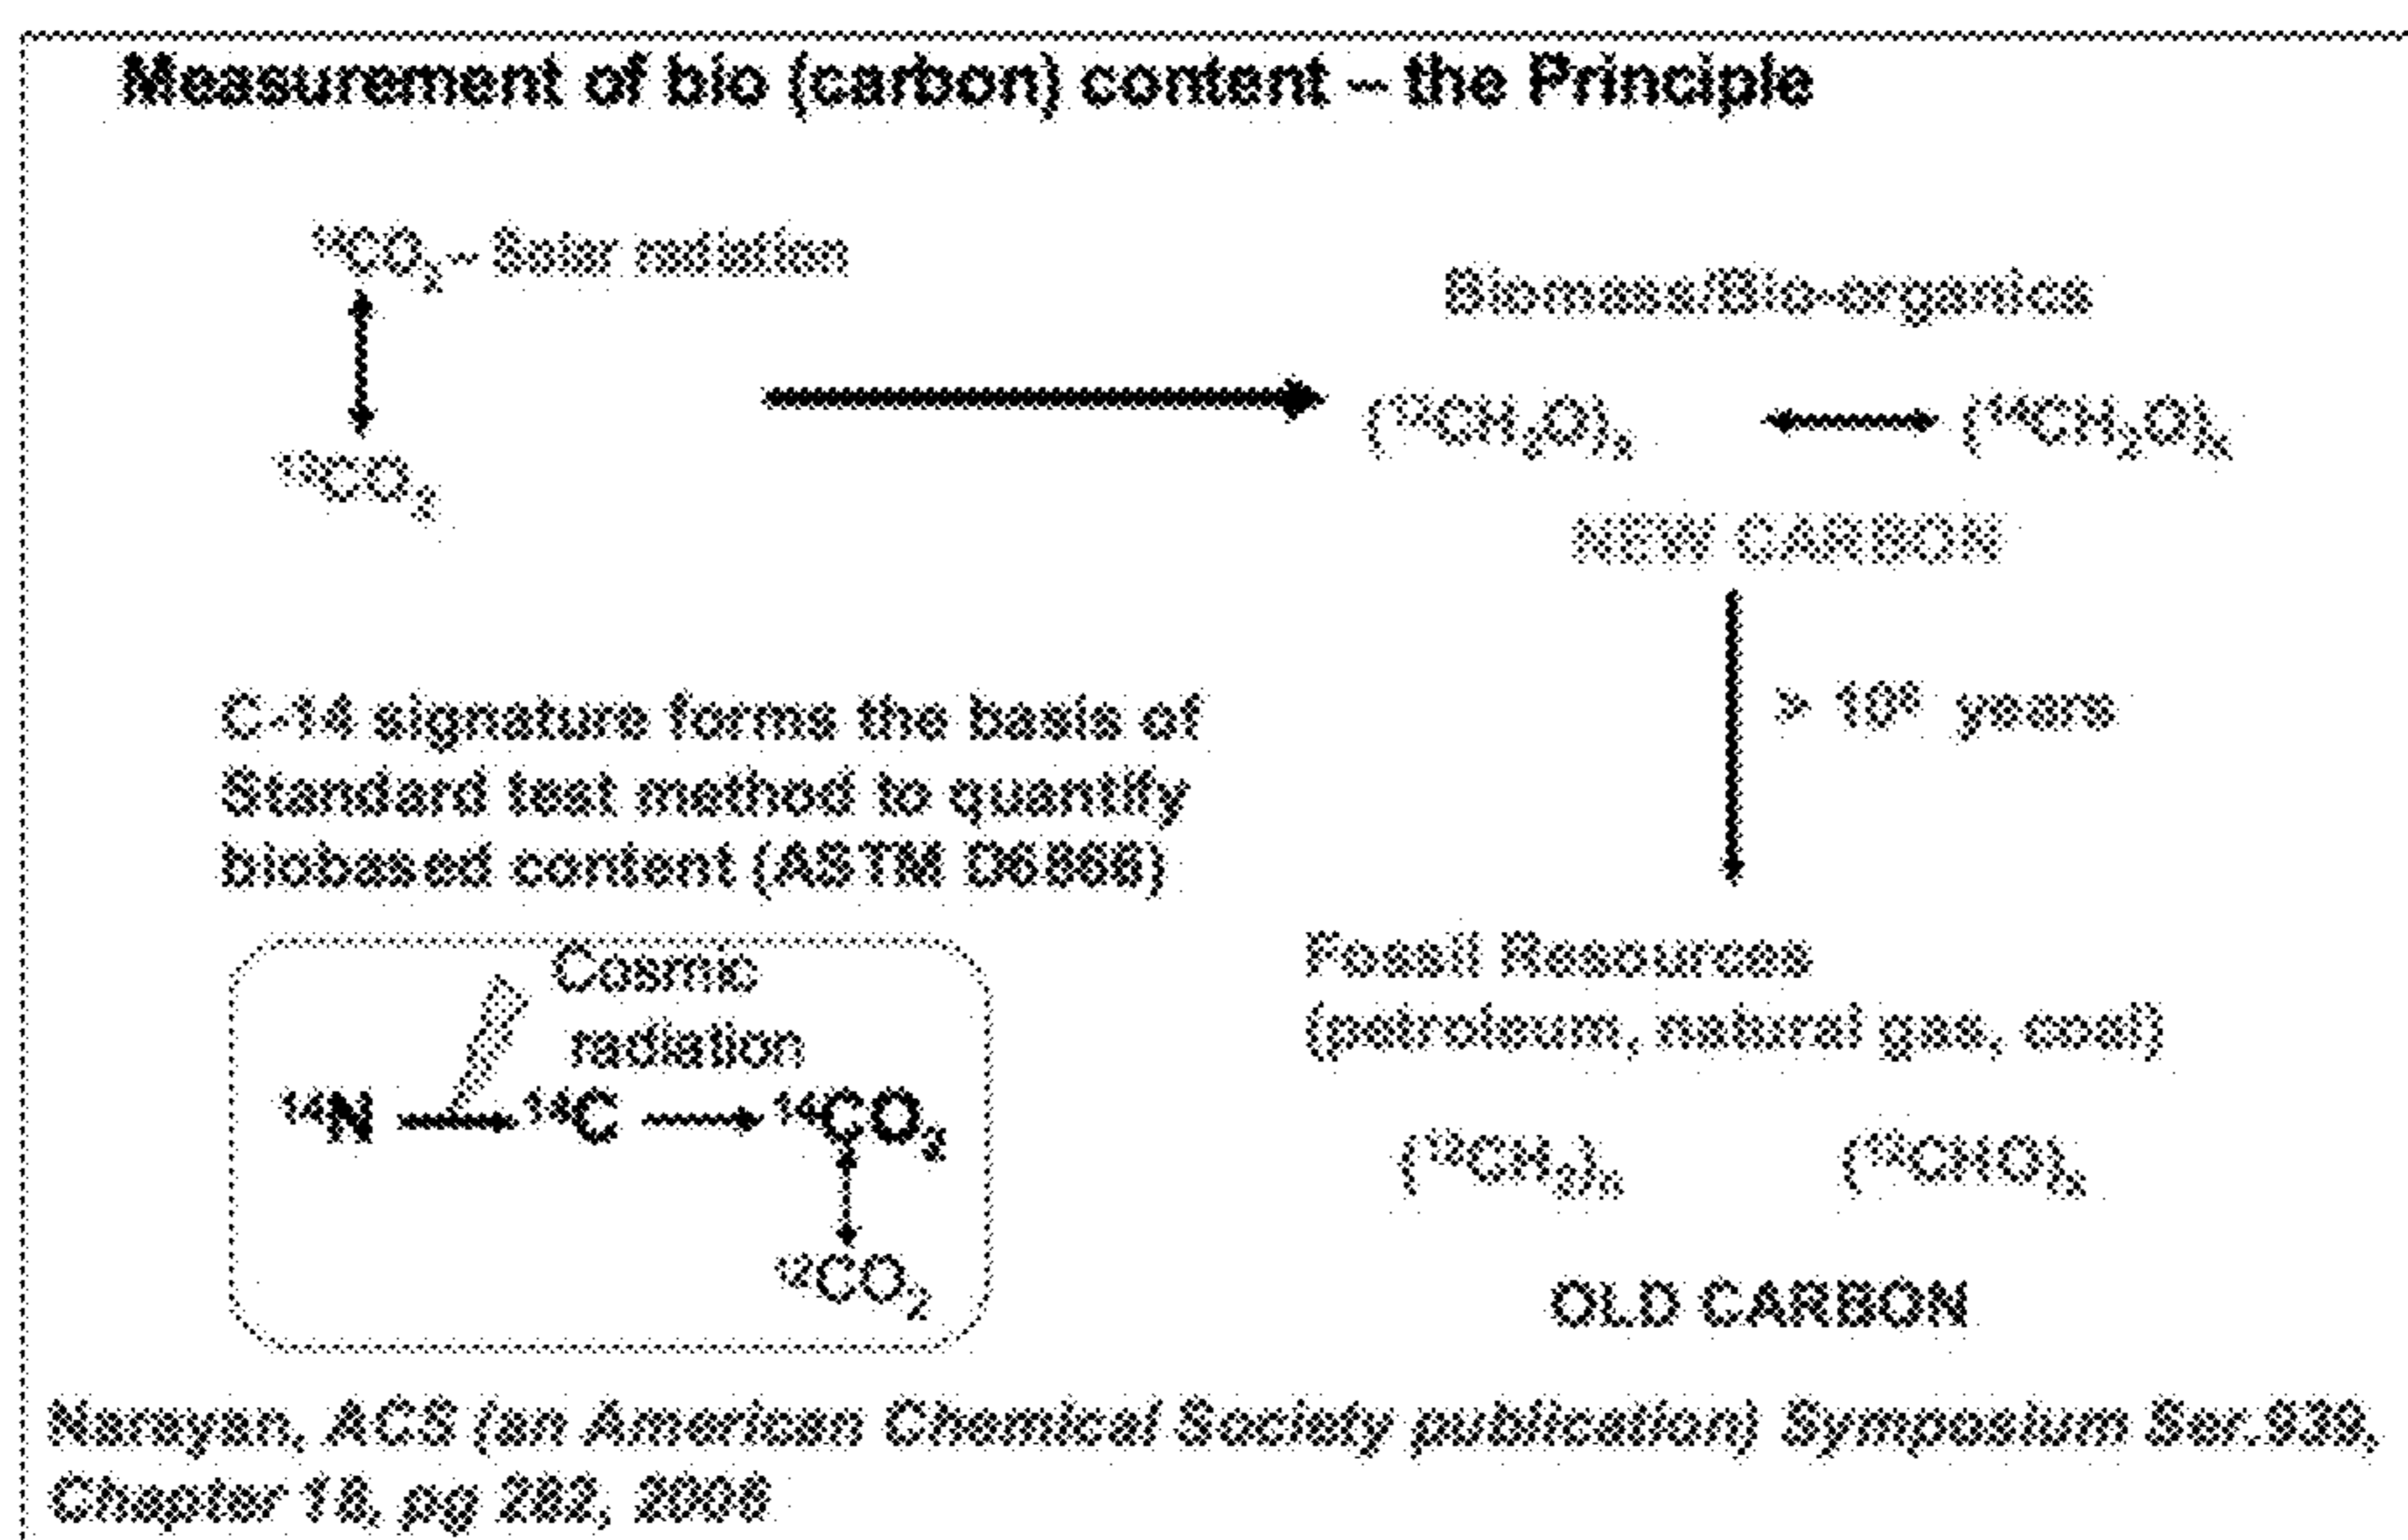 Measurement of bio (carbon) content – the Principle
¹⁴CO₂ – Solar radiation
Biomass/Bio-organics
(¹²CH₂O)ₓ (¹⁴CH₂O)ₓ
CO₂
NEW CARBON
> 10⁶ years
C-14 signature forms the basis of
Standard test method to quantify
biobased content (ASTM D6866)
Cosmic
radiation
¹⁴N ¹⁴C ¹⁴CO₂
¹²CO₂
Fossil Resources
(petroleum, natural gas, coal)
(¹²CH₂)ₙ (¹²CHO)ₓ
OLD CARBON
Narayan, ACS (an American Chemical Society publication) Symposium Ser.939,
Chapter 18, pg 282,